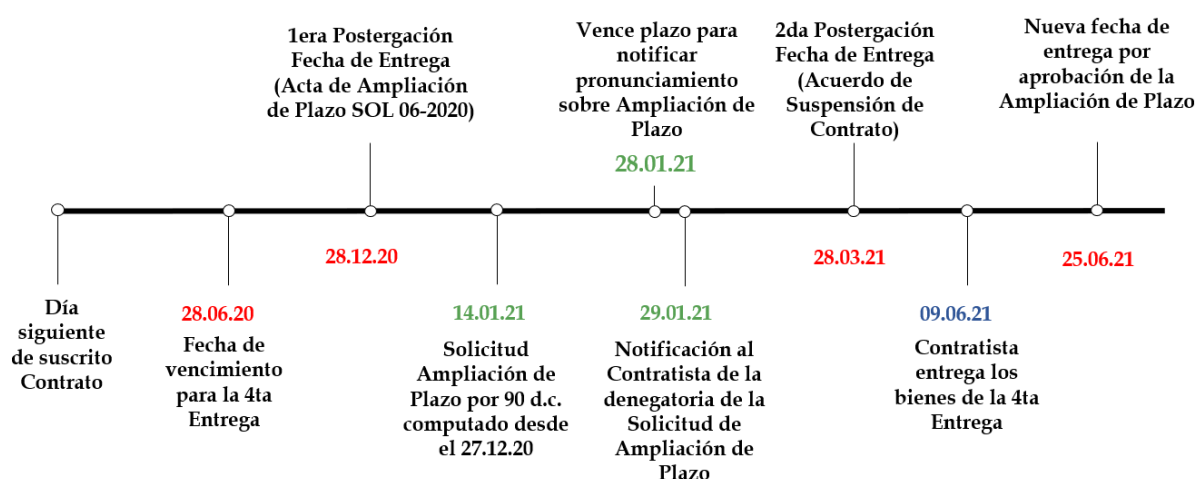 1era Postergación
Fecha de Entrega
(Acta de Ampliación
de Plazo SOL 06-2020)
Vence plazo para
notificar
pronunciamiento
sobre Ampliación de
Plazo
28.01.21
2da Postergación
Fecha de Entrega
(Acuerdo de
Suspensión de
Contrato)
Nueva fecha de
entrega por
aprobación de la
Ampliación de Plazo
28.12.20
28.03.21
25.06.21
Día
siguiente
de suscrito
Contrato
28.06.20
Fecha de
vencimiento
para la 4ta
Entrega
14.01.21
Solicitud
Ampliación de
Plazo por 90 d.c.
computado desde
el 27.12.20
29.01.21
Notificación al
Contratista de la
denegatoria de la
Solicitud de
Ampliación de
Plazo
09.06.21
Contratista
entrega los
bienes de la 4ta
Entrega